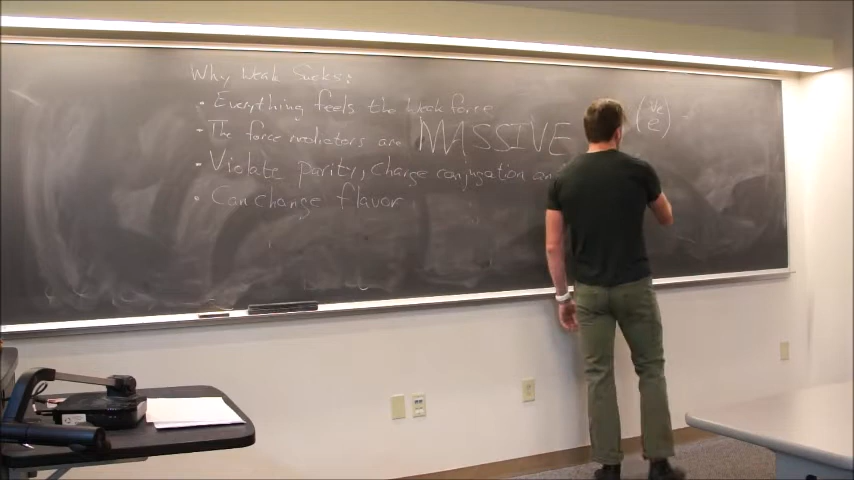 Why Weak Sucks:
• Everything feels the Weak force
• The force mediators are MASSIVE
• Violate parity, charge conjugation an
• Can change flavor
(νe
e)